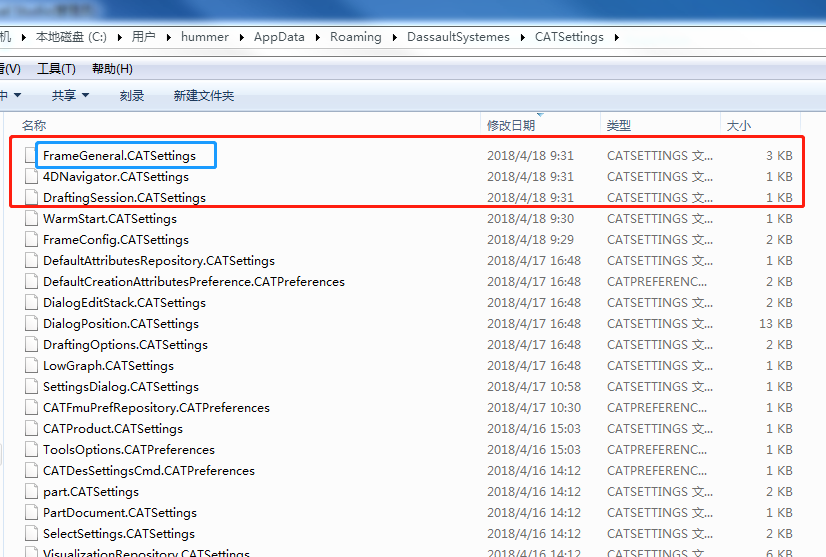 机 ▸ 本地磁盘 (C:) ▸ 用户 ▸ hummer ▸ AppData ▸ Roaming ▸ DassaultSystemes ▸ CATSettings ▸
看(V) 工具(T) 帮助(H)
中 ▼ 共享 ▼ 刻录 新建文件夹
名称 修改日期 类型 大小
FrameGeneral.CATSettings 2018/4/18 9:31 CATSETTINGS 文... 3 KB
4DNavigator.CATSettings 2018/4/18 9:31 CATSETTINGS 文... 1 KB
DraftingSession.CATSettings 2018/4/18 9:31 CATSETTINGS 文... 1 KB
WarmStart.CATSettings 2018/4/18 9:30 CATSETTINGS 文... 1 KB
FrameConfig.CATSettings 2018/4/18 9:29 CATSETTINGS 文... 2 KB
DefaultAttributesRepository.CATSettings 2018/4/17 16:48 CATSETTINGS 文... 1 KB
DefaultCreationAttributesPreference.CATPreferences 2018/4/17 16:48 CATPREFERENC... 2 KB
DialogEditStack.CATSettings 2018/4/17 16:48 CATSETTINGS 文... 2 KB
DialogPosition.CATSettings 2018/4/17 16:48 CATSETTINGS 文... 13 KB
DraftingOptions.CATSettings 2018/4/17 16:48 CATSETTINGS 文... 2 KB
LowGraph.CATSettings 2018/4/17 16:48 CATSETTINGS 文... 1 KB
SettingsDialog.CATSettings 2018/4/17 10:58 CATSETTINGS 文... 1 KB
CATFmuPrefRepository.CATPreferences 2018/4/17 10:30 CATPREFERENC... 1 KB
CATProduct.CATSettings 2018/4/16 15:03 CATSETTINGS 文... 1 KB
ToolsOptions.CATPreferences 2018/4/16 15:03 CATPREFERENC... 1 KB
CATDesSettingsCmd.CATPreferences 2018/4/16 14:12 CATPREFERENC... 1 KB
part.CATSettings 2018/4/16 14:12 CATSETTINGS 文... 2 KB
PartDocument.CATSettings 2018/4/16 14:12 CATSETTINGS 文... 1 KB
SelectSettings.CATSettings 2018/4/16 14:12 CATSETTINGS 文... 2 KB
VisualizationRepository.CATSettings 2018/4/16 14:12 CATSETTINGS 文... 6 KB